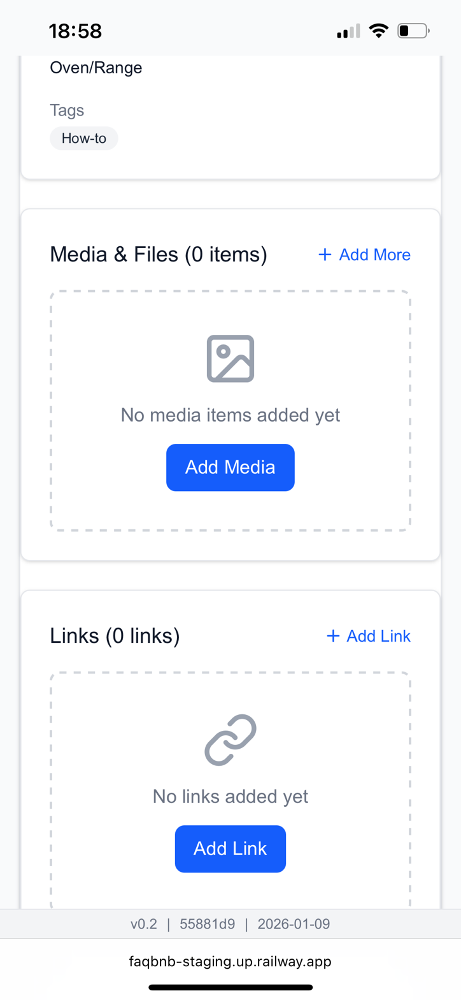 18:58
Oven/Range
Tags
How-to
Media & Files (0 items)
+ Add More
No media items added yet
Add Media
Links (0 links)
+ Add Link
No links added yet
Add Link
v0.2 | 55881d9 | 2026-01-09
faqbnb-staging.up.railway.app